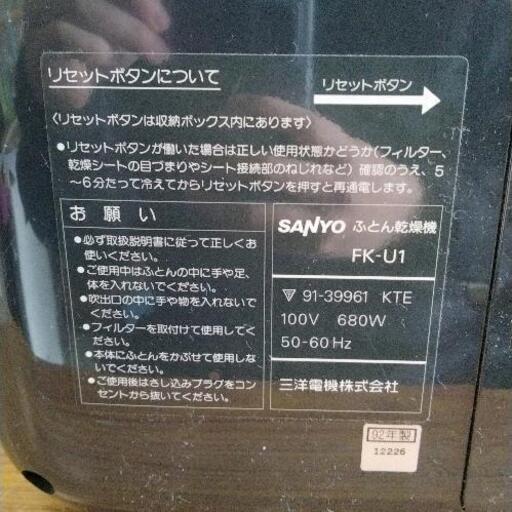 リセットボタンについて
リセットボタン
〈リセットボタンは収納ボックス内にあります〉
●リセットボタンが働いた場合は正しい使用状態かどうか(フィルター、
乾燥シートの目づまりやシート接続部のねじれなど)確認のうえ、5
〜6分たって冷えてからリセットボタンを押すと再通電します。
お願い
●必ず取扱説明書に従って正しくお
使いください。
●ご使用中はふとんの中に手や足、
体を入れないでください。
●吹出口の中に手や物を入れないで
ください。
●フィルターを取付けて使用してく
ださい。
●本体にふとんをかぶせて使用しな
いでください。
●ご使用後はさし込みプラグをコン
セントから抜いてください。
SANYO ふとん乾燥機
FK-U1
91-39961 KTE
100V 680W
50-60Hz
三洋電機株式会社
92年製
12226